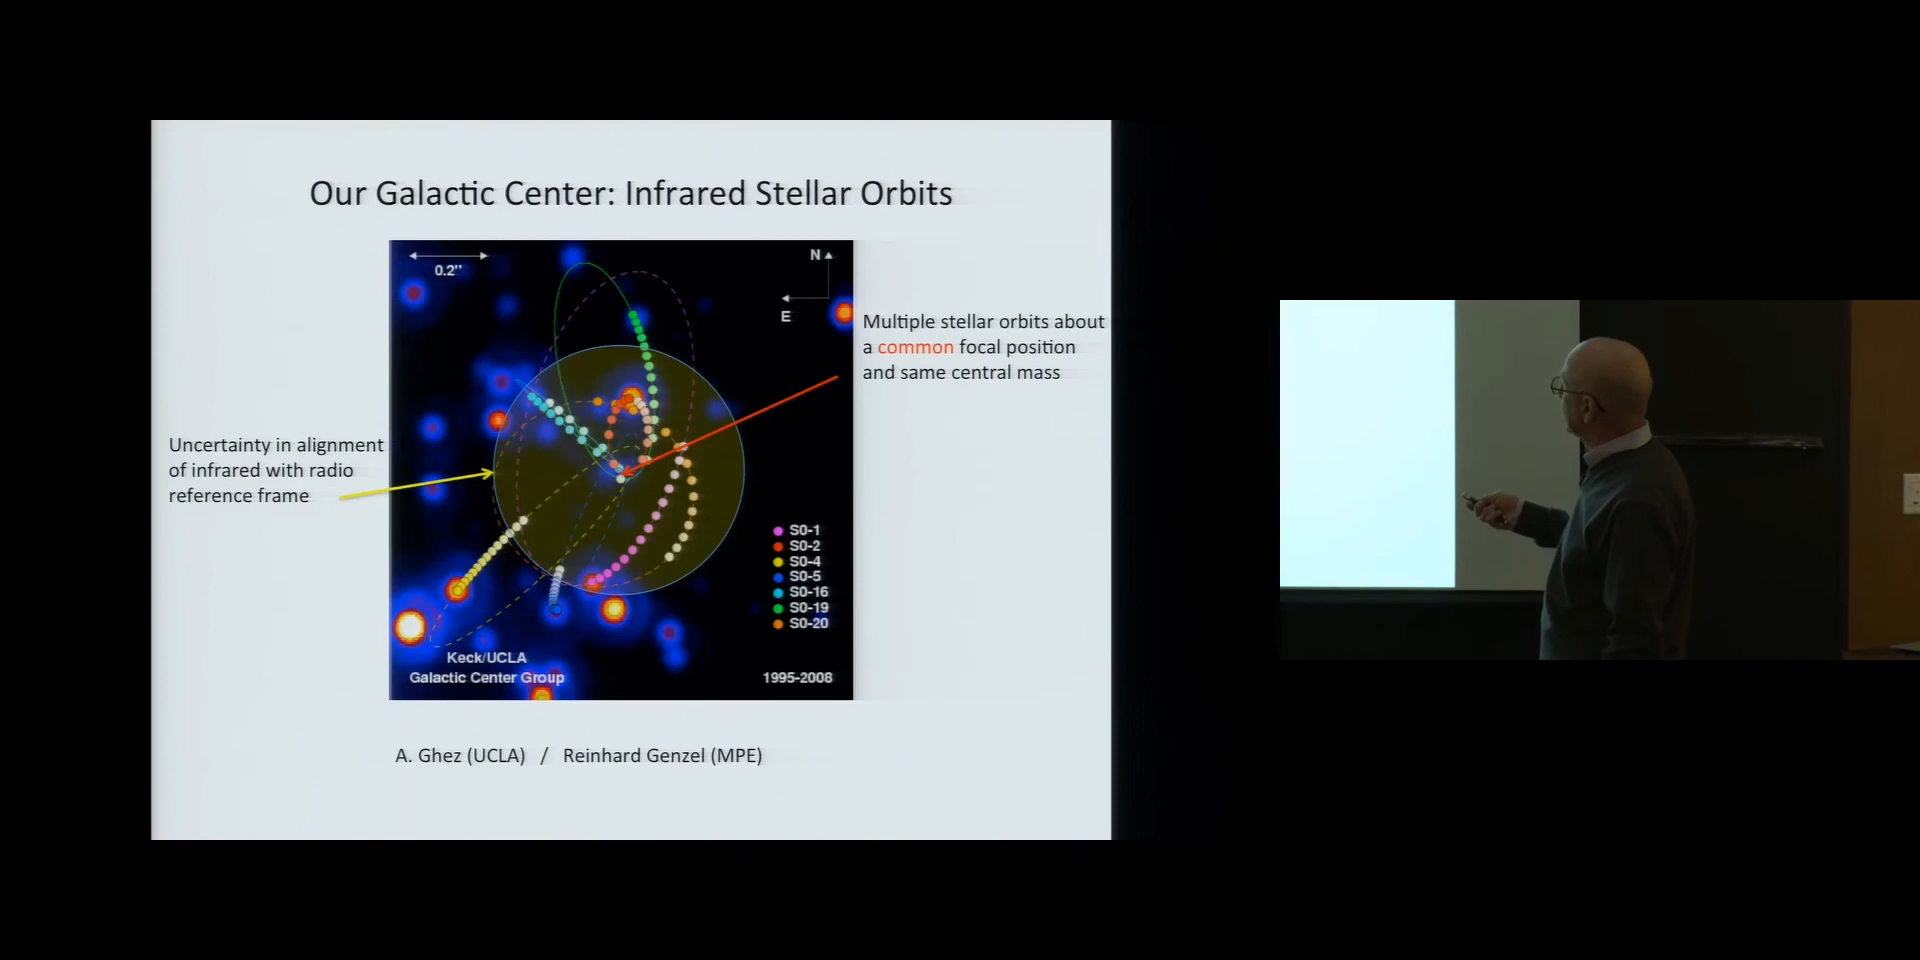 Our Galactic Center: Infrared Stellar Orbits
0.2''
N
E
Multiple stellar orbits about
a common focal position
and same central mass
Uncertainty in alignment
of infrared with radio
reference frame
S0-1
S0-2
S0-4
S0-5
S0-16
S0-19
S0-20
Keck/UCLA
Galactic Center Group
1995-2008
A. Ghez (UCLA) / Reinhard Genzel (MPE)